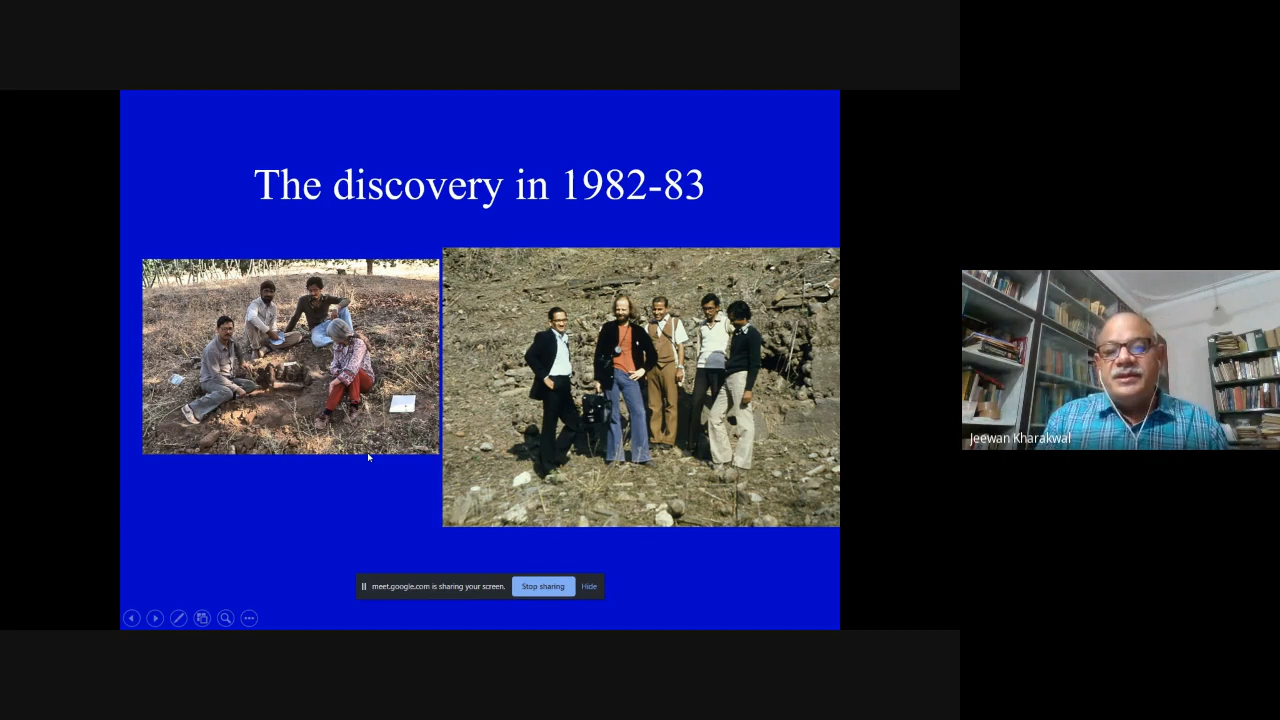 The discovery in 1982-83
meet.google.com is sharing your screen.
Stop sharing
Hide
Jeewan Kharakwal